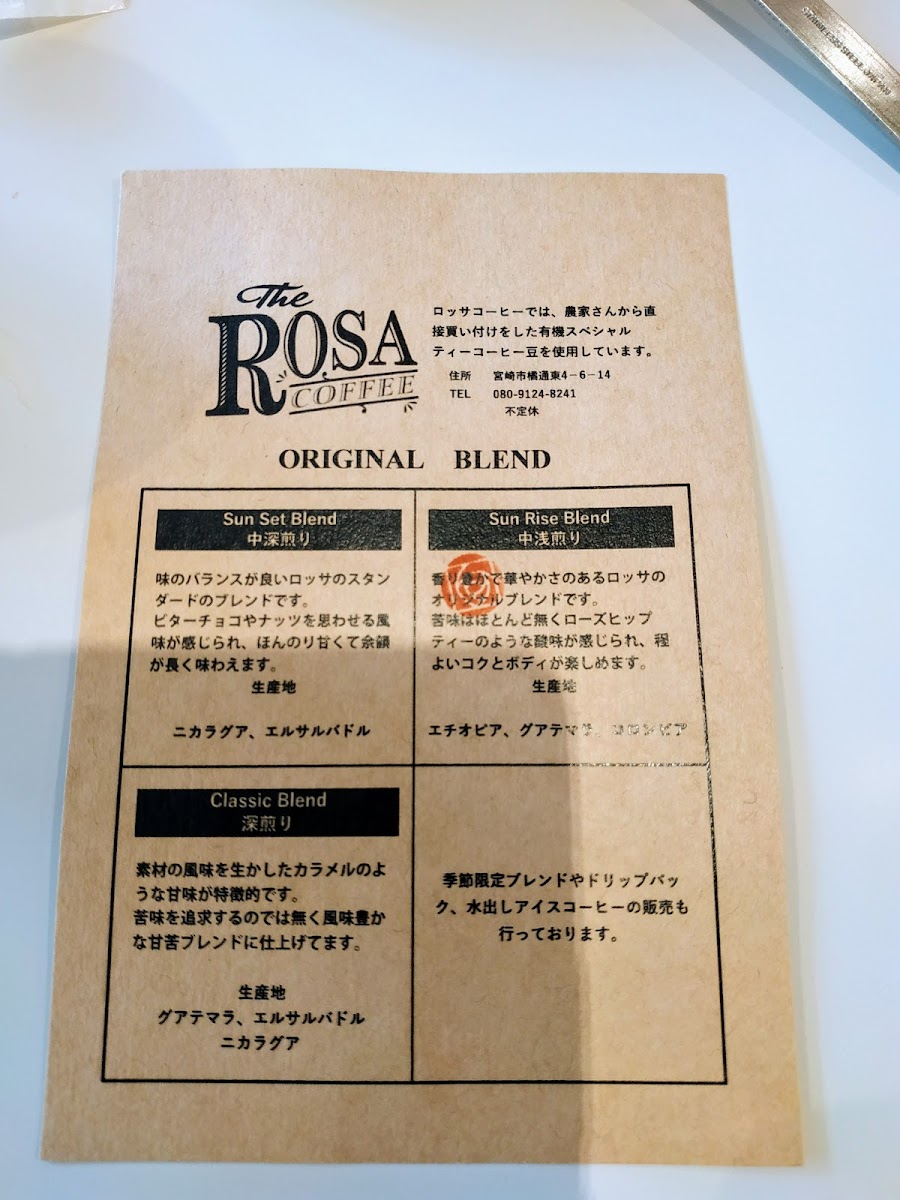 The
ROSA
COFFEE
ロッサコーヒーでは、農家さんから直
接買い付けをした有機スペシャル
ティーコーヒー豆を使用しています。
住所 宮崎市橘通東4−6−14
TEL 080-9124-8241
不定休
ORIGINAL BLEND
Sun Set Blend
中深煎り
味のバランスが良いロッサのスタン
ダードのブレンドです。
ビターチョコやナッツを思わせる風
味が感じられ、ほんのり甘くて余韻
が長く味わえます。
生産地
ニカラグア、エルサルバドル
Sun Rise Blend
中浅煎り
香り豊かで華やかさのあるロッサの
オリジナルブレンドです。
苦味はほとんど無くローズヒップ
ティーのような酸味が感じられ、程
よいコクとボディが楽しめます。
生産地
エチオピア、グアテマラ、コロンビア
Classic Blend
深煎り
素材の風味を生かしたカラメルのよ
うな甘味が特徴的です。
苦味を追求するのでは無く風味豊か
な甘苦ブレンドに仕上げてます。
生産地
グアテマラ、エルサルバドル
ニカラグア
季節限定ブレンドやドリップバッ
ク、水出しアイスコーヒーの販売も
行っております。